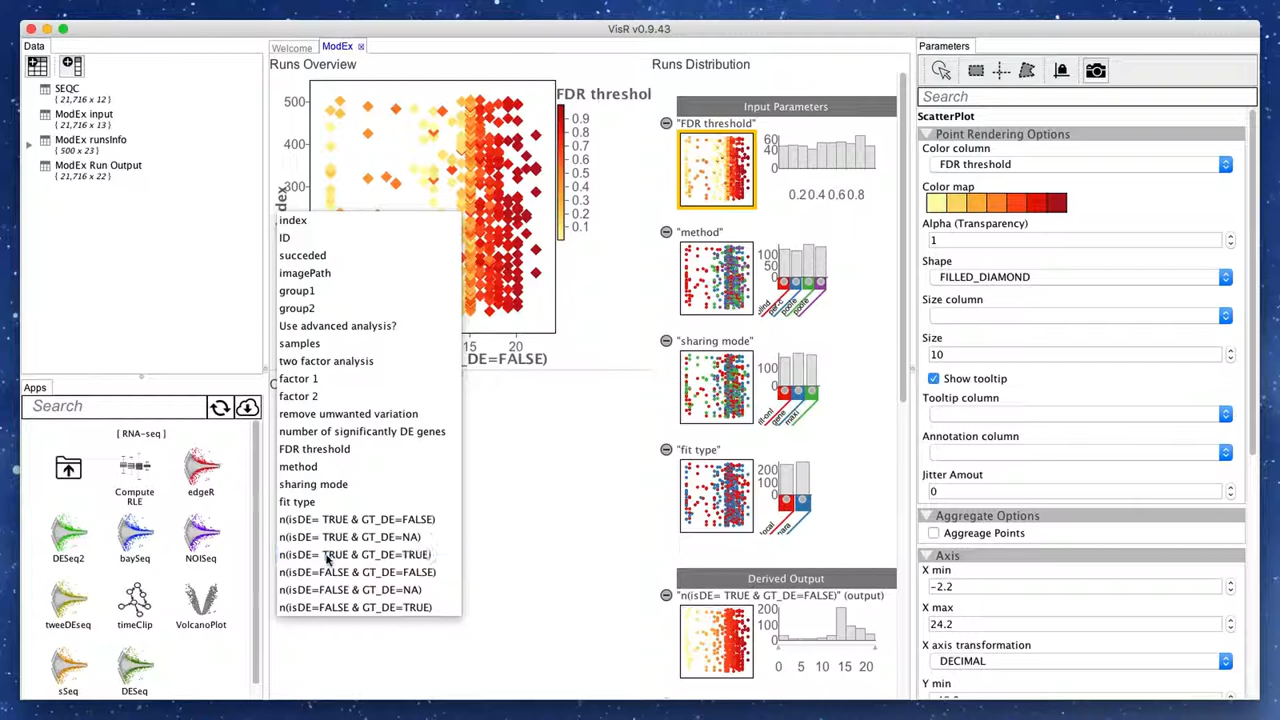 VisR v0.9.43
Data
SEQC
{ 21,716 x 12 }
ModEx input
{ 21,716 x 13 }
ModEx runsInfo
{ 500 x 23 }
ModEx Run Output
{ 21,716 x 22 }
Apps
Search
[ RNA-seq ]
Compute RLE
edgeR
DESeq2
baySeq
NOISeq
tweeDEseq
timeClip
VolcanoPlot
sSeq
DESeq
Welcome
ModEx
Runs Overview
500
400
300
15
20
_DE=FALSE)
FDR threshol
0.9
0.8
0.7
0.6
0.5
0.4
0.3
0.2
0.1
index
ID
succeded
imagePath
group1
group2
Use advanced analysis?
samples
two factor analysis
factor 1
factor 2
remove umwanted variation
number of significantly DE genes
FDR threshold
method
sharing mode
fit type
n(isDE= TRUE & GT_DE=FALSE)
n(isDE= TRUE & GT_DE=NA)
n(isDE= TRUE & GT_DE=TRUE)
n(isDE=FALSE & GT_DE=FALSE)
n(isDE=FALSE & GT_DE=NA)
n(isDE=FALSE & GT_DE=TRUE)
Runs Distribution
Input Parameters
"FDR threshold"
60
40
0
0.2 0.4 0.6 0.8
"method"
100
50
0
"sharing mode"
100
0
"fit type"
200
100
0
Derived Output
"n(isDE= TRUE & GT_DE=FALSE)" (output)
200
100
0
0 5 10 15 20
Parameters
Search
ScatterPlot
Point Rendering Options
Color column
FDR threshold
Color map
Alpha (Transparency)
1
Shape
FILLED_DIAMOND
Size column
Size
10
Show tooltip
Tooltip column
Annotation column
Jitter Amout
0
Aggregate Options
Aggreage Points
Axis
X min
-2.2
X max
24.2
X axis transformation
DECIMAL
Y min